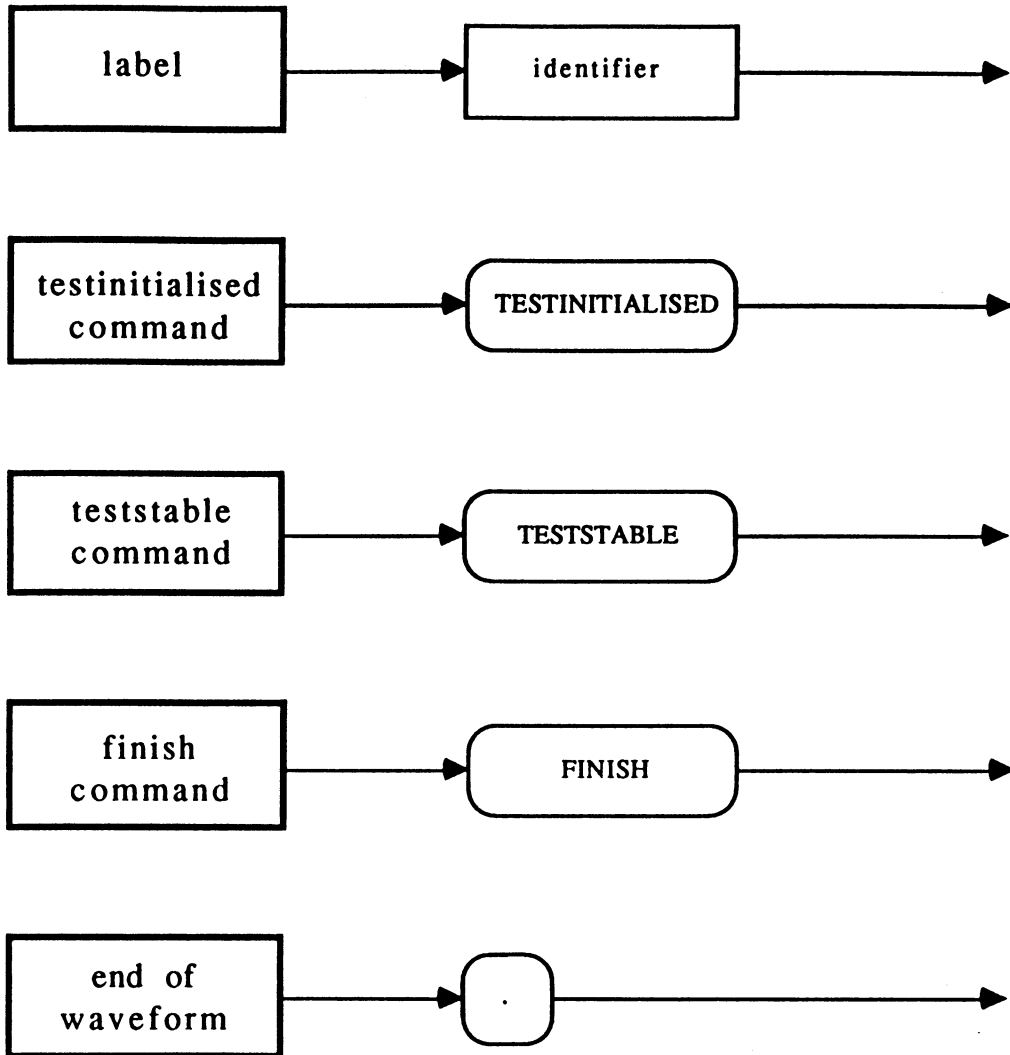 label
identifier
testinitialised
command
TESTINITIALISED
teststable
command
TESTSTABLE
finish
command
FINISH
end of
waveform
.